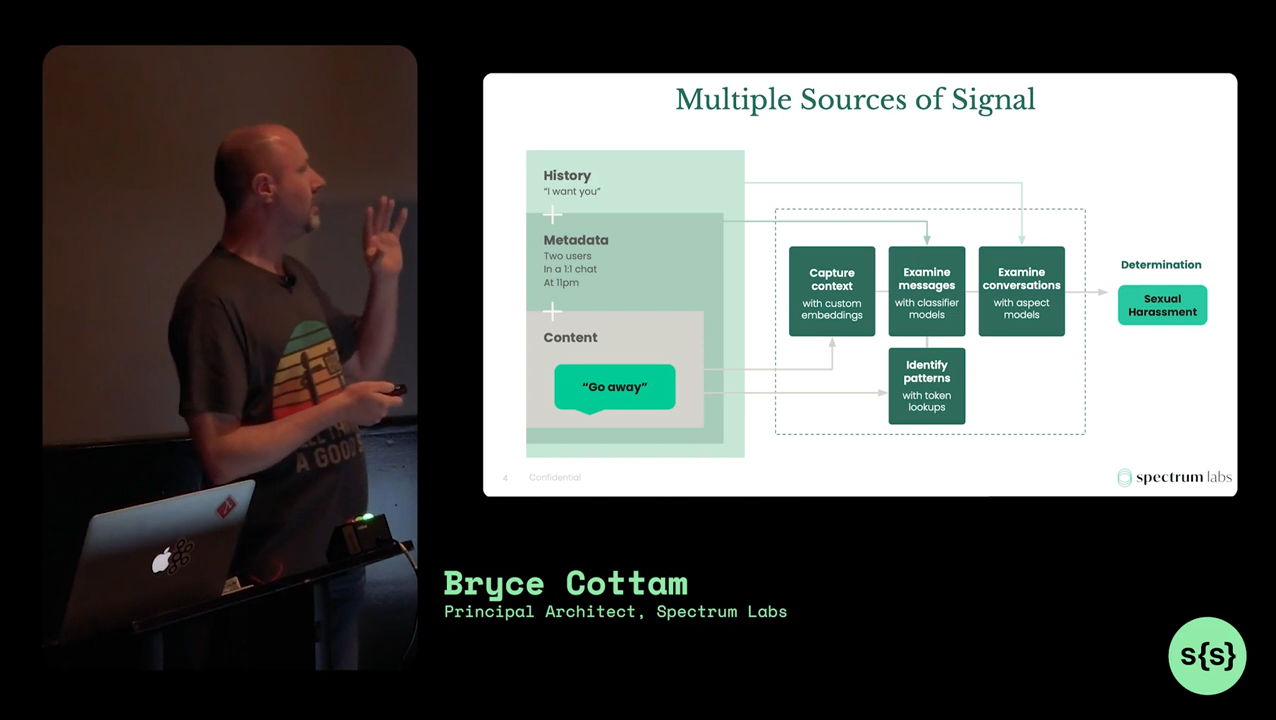 Multiple Sources of Signal
History
"I want you"
Metadata
Two users
In a 1:1 chat
At 11pm
Content
“Go away”
Capture
context
with custom
embeddings
Examine
messages
with classifier
models
Examine
conversations
with aspect
models
Identify
patterns
with token
lookups
Determination
Sexual
Harassment
4
Confidential
spectrum labs
A GOOD
Bryce Cottam
Principal Architect, Spectrum Labs
s{s}